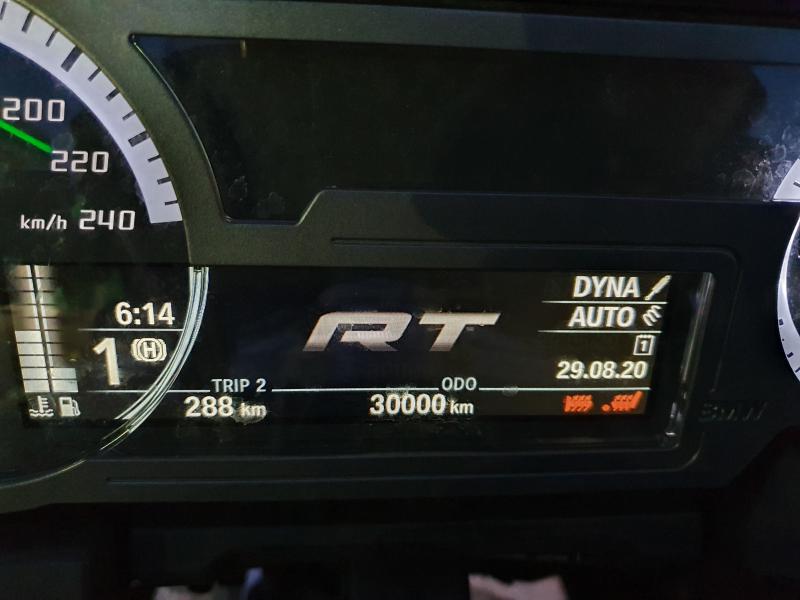 200
220
km/h 240
6:14
1 (H)
RT
DYNA
AUTO
1
29.08.20
TRIP 2
288 km
ODO
30000 km
BMW